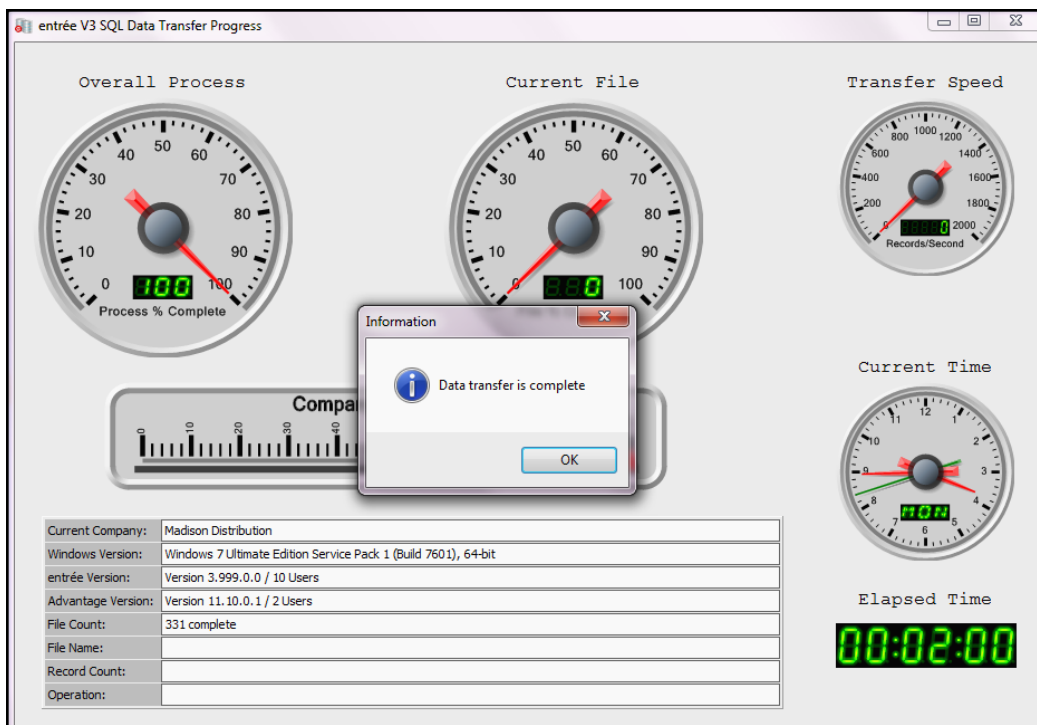 entrée V3 SQL Data Transfer Progress
Overall Process
0 10 20 30 40 50 60 70 80 90 100
100
Process % Complete
Current File
0 10 20 30 40 50 60 70 80 90 100
0
Transfer Speed
0 200 400 600 800 1000 1200 1400 1600 1800 2000
0
Records/Second
Information
Data transfer is complete
OK
Compa
0 10 20 30 40
Current Time
12 1 2 3 4 5 6 7 8 9 10 11
MON
Elapsed Time
00:02:00
Current Company: Madison Distribution
Windows Version: Windows 7 Ultimate Edition Service Pack 1 (Build 7601), 64-bit
entrée Version: Version 3.999.0.0 / 10 Users
Advantage Version: Version 11.10.0.1 / 2 Users
File Count: 331 complete
File Name:
Record Count:
Operation: